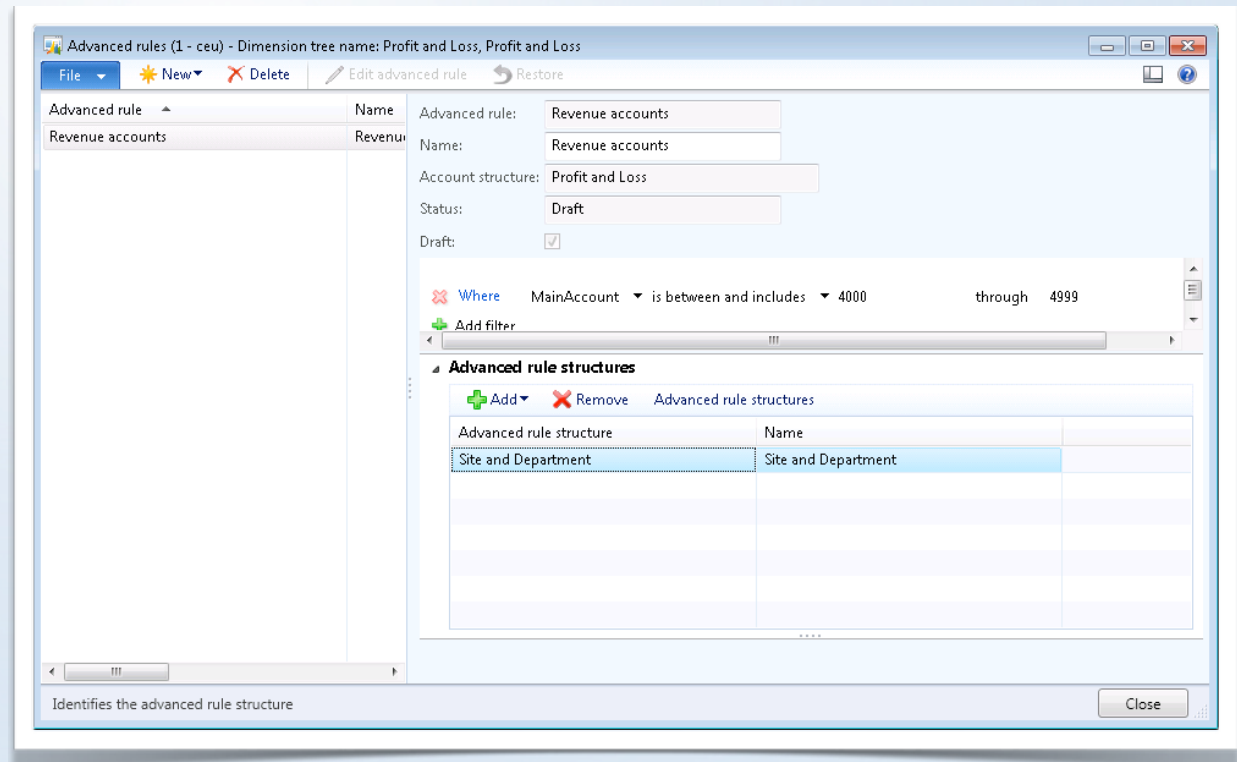 Advanced rules (1 - ceu) - Dimension tree name: Profit and Loss, Profit and Loss
File New Delete Edit advanced rule Restore
Advanced rule Name
Revenue accounts Revenu
Advanced rule: Revenue accounts
Name: Revenue accounts
Account structure: Profit and Loss
Status: Draft
Draft:
Where MainAccount is between and includes 4000 through 4999
Add filter
Advanced rule structures
Add Remove Advanced rule structures
Advanced rule structure Name
Site and Department Site and Department
Identifies the advanced rule structure Close